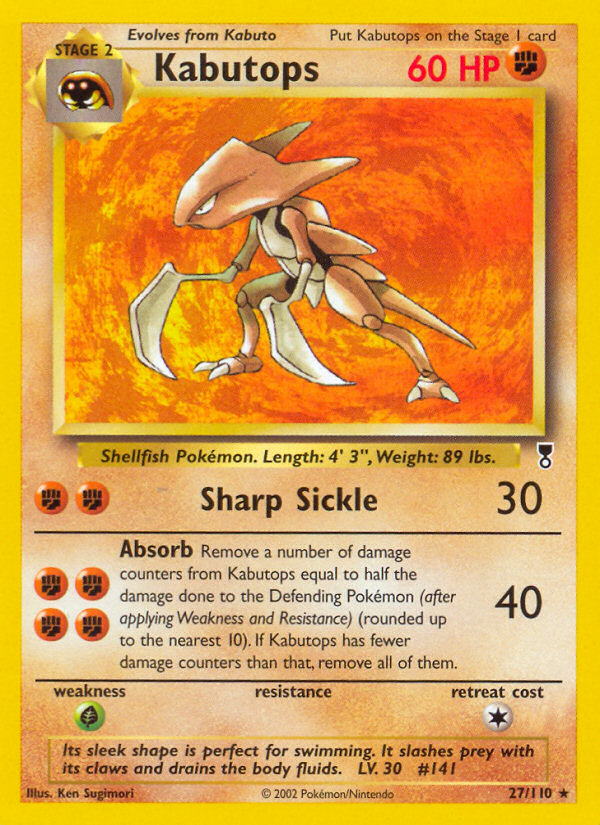 Evolves from Kabuto Put Kabutops on the Stage 1 card
STAGE 2
Kabutops 60 HP
Shellfish Pokémon. Length: 4' 3", Weight: 89 lbs.
Sharp Sickle 30
Absorb Remove a number of damage
counters from Kabutops equal to half the
damage done to the Defending Pokémon (after
applying Weakness and Resistance) (rounded up
to the nearest 10). If Kabutops has fewer
damage counters than that, remove all of them.
40
weakness resistance retreat cost
Its sleek shape is perfect for swimming. It slashes prey with
its claws and drains the body fluids. LV. 30 #141
Illus. Ken Sugimori © 2002 Pokémon/Nintendo 27/110 ★